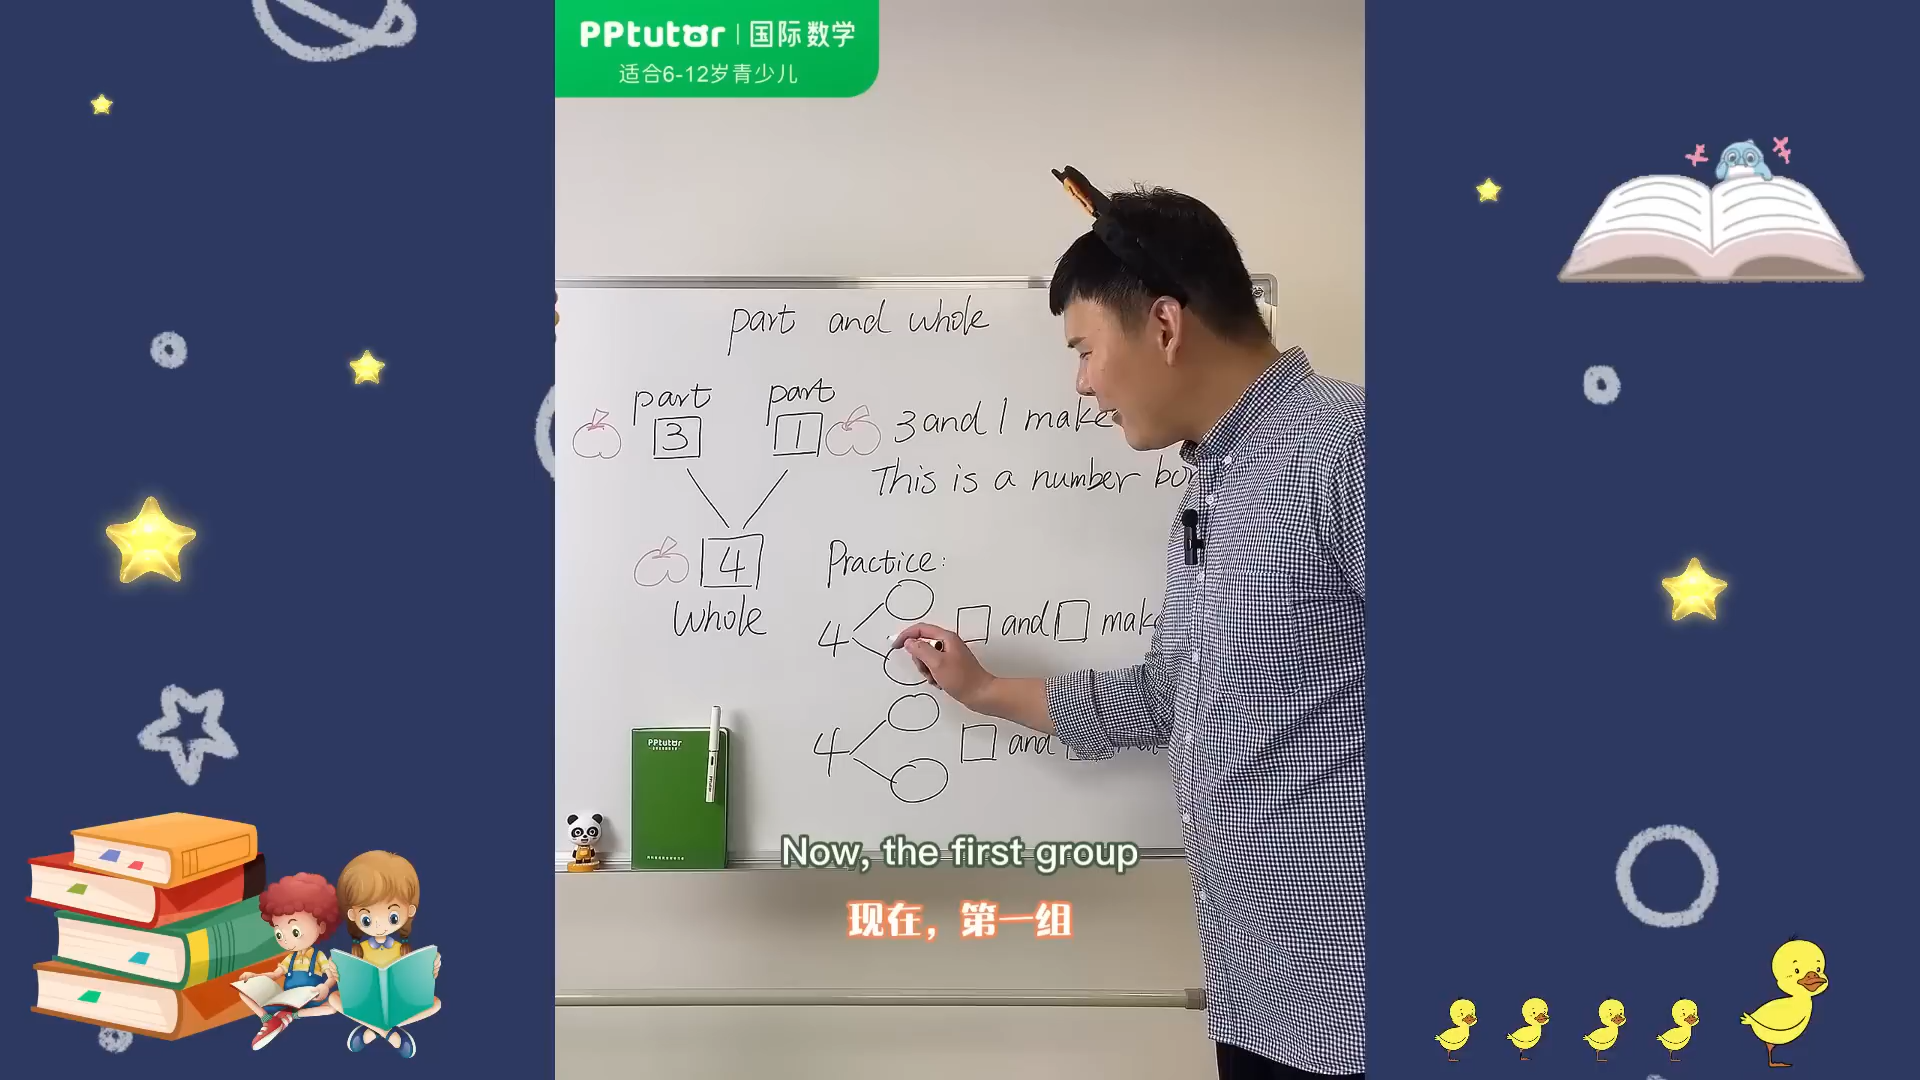 PPtutor | 国际数学
适合6-12岁青少儿
part and whole
part part
3 1
3 and 1 make
This is a number
4
whole
Practice:
4 and make
4 and
PPtutor
Now, the first group
现在，第一组